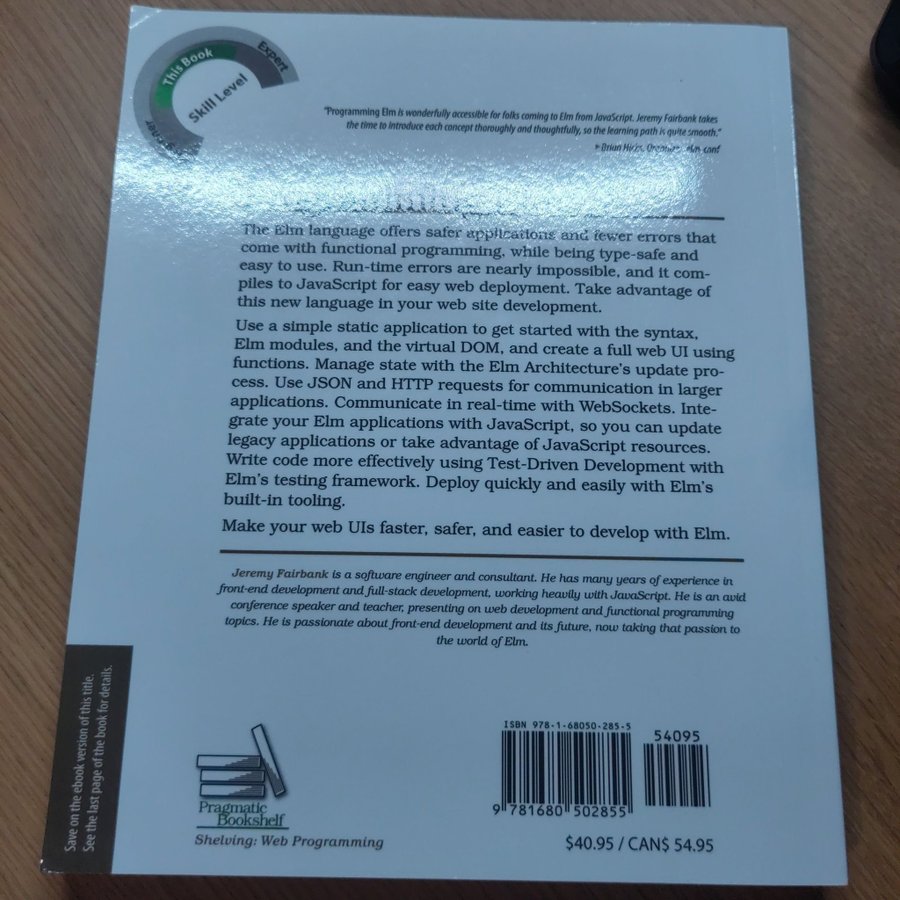 This Book
Expert
Skill Level
"Programming Elm is wonderfully accessible for folks coming to Elm from JavaScript. Jeremy Fairbank takes
the time to introduce each concept thoroughly and thoughtfully, so the learning path is quite smooth."
Brian Hicks, Organizer, elm-conf
The Elm language offers safer applications and fewer errors that
come with functional programming, while being type-safe and
easy to use. Run-time errors are nearly impossible, and it com-
piles to JavaScript for easy web deployment. Take advantage of
this new language in your web site development.
Use a simple static application to get started with the syntax,
Elm modules, and the virtual DOM, and create a full web UI using
functions. Manage state with the Elm Architecture's update pro-
cess. Use JSON and HTTP requests for communication in larger
applications. Communicate in real-time with WebSockets. Inte-
grate your Elm applications with JavaScript, so you can update
legacy applications or take advantage of JavaScript resources.
Write code more effectively using Test-Driven Development with
Elm's testing framework. Deploy quickly and easily with Elm's
built-in tooling.
Make your web UIs faster, safer, and easier to develop with Elm.
Jeremy Fairbank is a software engineer and consultant. He has many years of experience in
front-end development and full-stack development, working heavily with JavaScript. He is an avid
conference speaker and teacher, presenting on web development and functional programming
topics. He is passionate about front-end development and its future, now taking that passion to
the world of Elm.
Save on the ebook version of this title.
See the last page of the book for details.
Pragmatic
Bookshelf
Shelving: Web Programming
ISBN 978-1-68050-285-5
54095
9 781680 502855
$40.95 / CAN$ 54.95